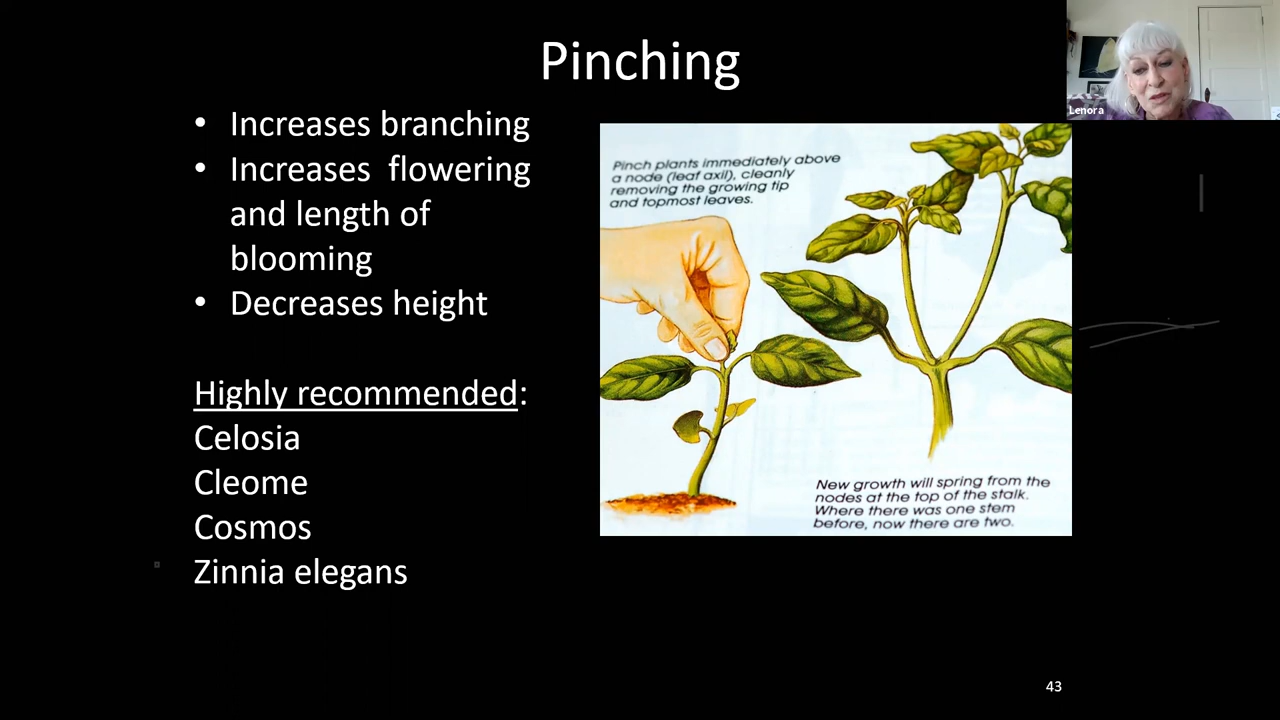 Pinching
• Increases branching
• Increases flowering
and length of
blooming
• Decreases height
Highly recommended:
Celosia
Cleome
Cosmos
Zinnia elegans
Pinch plants immediately above
a node (leaf axil), cleanly
removing the growing tip
and topmost leaves.
New growth will spring from the
nodes at the top of the stalk.
Where there was one stem
before, now there are two.
Lenora
43